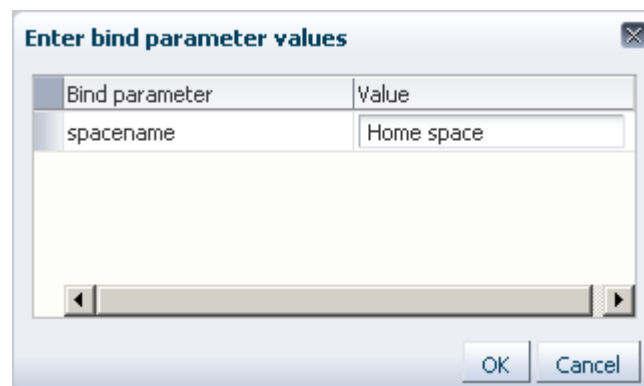 Enter bind parameter values
Bind parameter Value
spacename Home space
OK Cancel